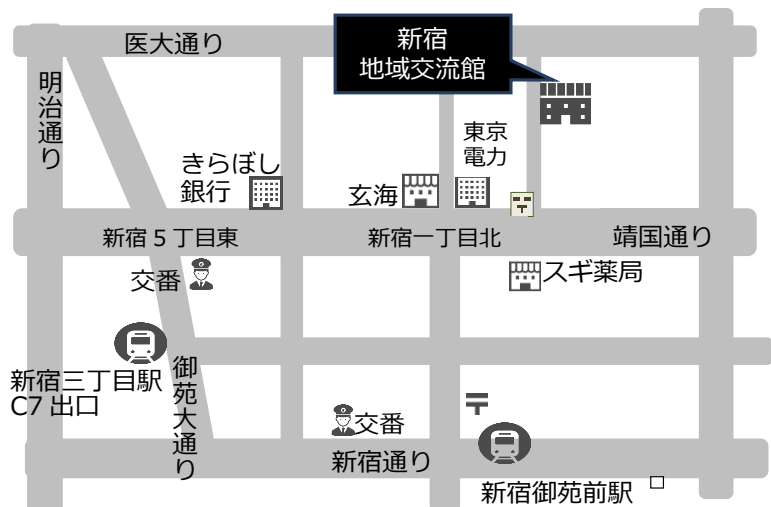 医大通り
新宿
地域交流館
明治通り
東京
電力
きらぼし
銀行
玄海
〒
新宿５丁目東
新宿一丁目北
靖国通り
交番
スギ薬局
新宿三丁目駅
C7 出口
御苑大通り
〒
交番
新宿通り
新宿御苑前駅